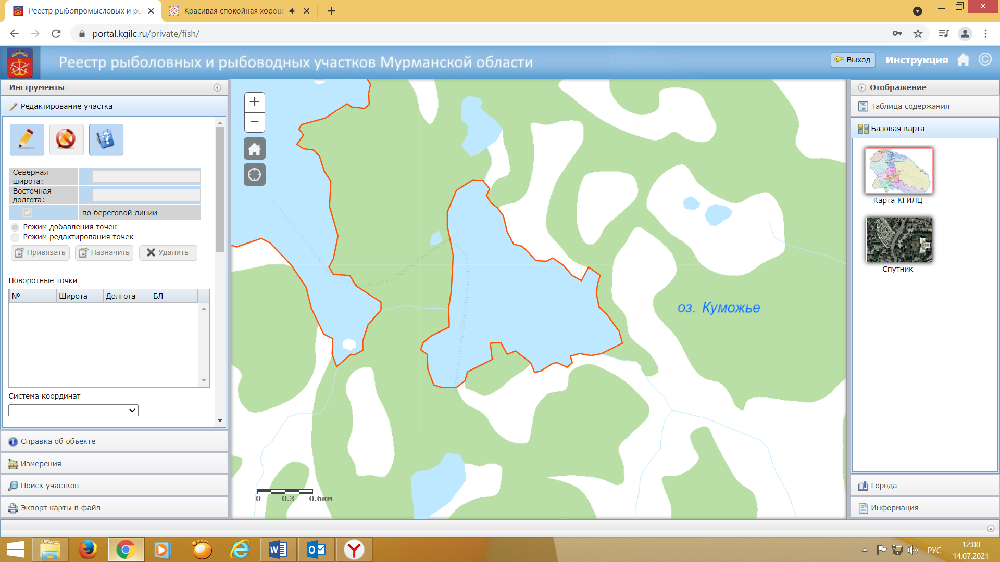 Реестр рыбопромысловых и ры
Красивая спокойная хорош
portal.kgilc.ru/private/fish/
Реестр рыболовных и рыбоводных участков Мурманской области
Выход
Инструкция
Инструменты
Редактирование участка
Северная
широта:
Восточная
долгота:
по береговой линии
Режим добавления точек
Режим редактирования точек
Привязать
Назначить
Удалить
Поворотные точки
№ Широта Долгота БЛ
Система координат
Справка об объекте
Измерения
Поиск участков
Экпорт карты в файл
+
−
оз. Куможье
0 0.3 0.6км
Отображение
Таблица содержания
Базовая карта
Карта КГИЛЦ
Спутник
Города
Информация
РУС
12:00
14.07.2021